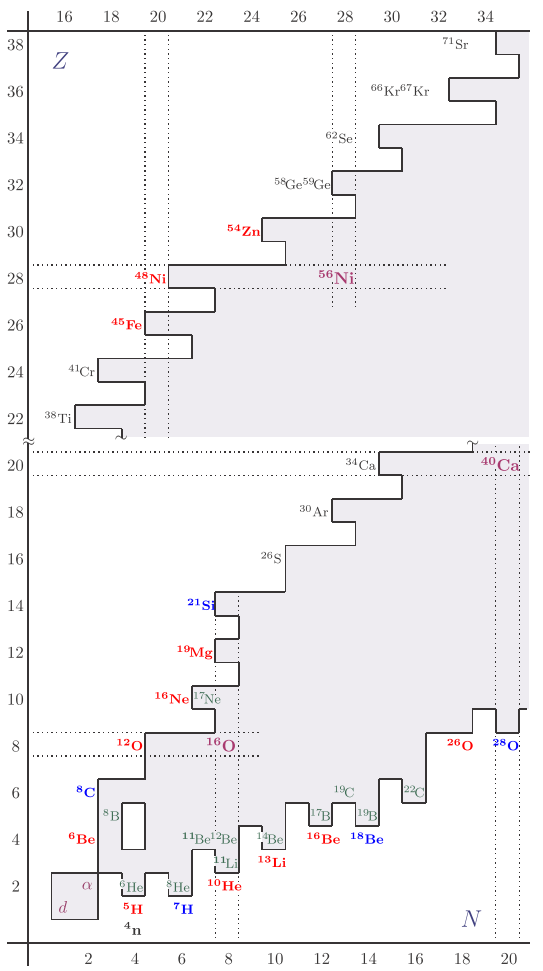 16 18 20 22 24 26 28 30 32 34
38 ⁷¹Sr
Z
36 ⁶⁶Kr⁶⁷Kr
34 ⁶²Se
32 ⁵⁸Ge⁵⁹Ge
30 ⁵⁴Zn
28 ⁴⁸Ni ⁵⁶Ni
26 ⁴⁵Fe
24 ⁴¹Cr
22 ³⁸Ti
20 ³⁴Ca ⁴⁰Ca
18 ³⁰Ar
16 ²⁶S
14 ²¹Si
12 ¹⁹Mg
10 ¹⁶Ne ¹⁷Ne
8 ¹²O ¹⁶O ²⁶O ²⁸O
6 ⁸C ¹⁹C ²²C
⁸B ¹⁷B ¹⁹B
4 ⁶Be ¹¹Be¹²Be ¹⁴Be ¹⁶Be ¹⁸Be
¹¹Li ¹³Li
2 α ⁶He ⁸He ¹⁰He
d ⁵H ⁷H
⁴n N
2 4 6 8 10 12 14 16 18 20